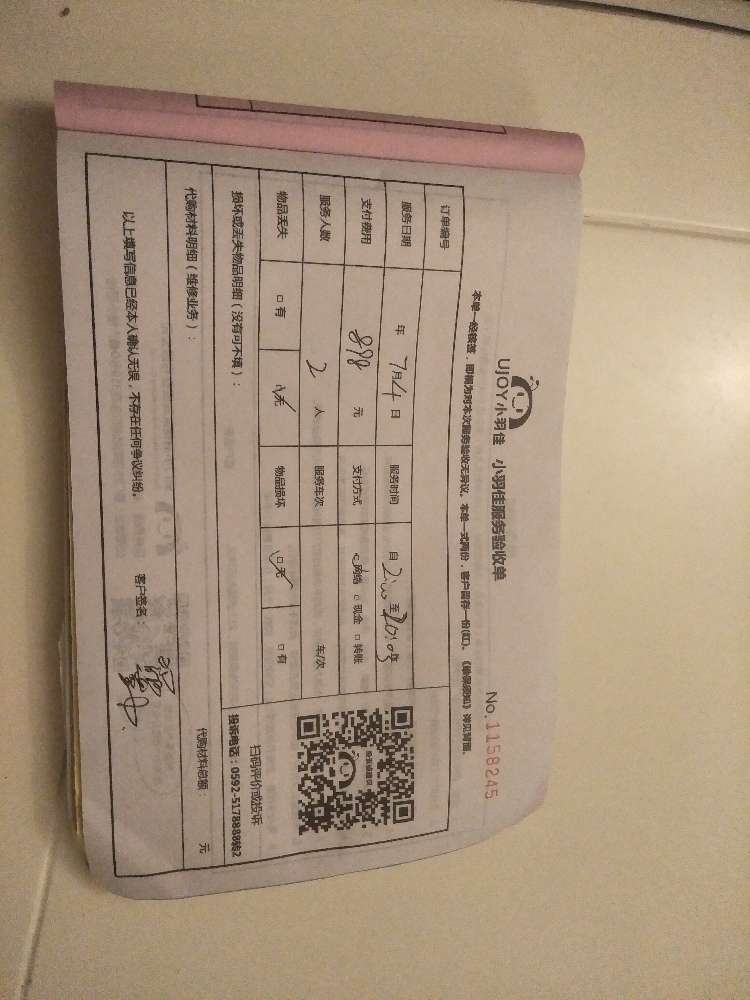 UJOY小羽佳 小羽佳服务验收单
No.1158245
本单一经签核，即视为对本次服务验收无异议。本单一式两份，客户留存一份(红)。
订单编号
服务日期 年 7月4日 服务时间 自 至
支付费用 898 元 支付方式 网络 □现金 □转账
服务人数 2 人 服务车次 车/次
物品丢失 □有 □无 物品损坏 □无 □有
扫码评价或投诉
投诉电话：0592-5178888转2
损坏或丢失物品明细（没有可不填）：
代购材料明细（维修业务）： 代购材料总额： 元
以上填写信息已经本人确认无误，不存在任何争议纠纷。 客户签名：